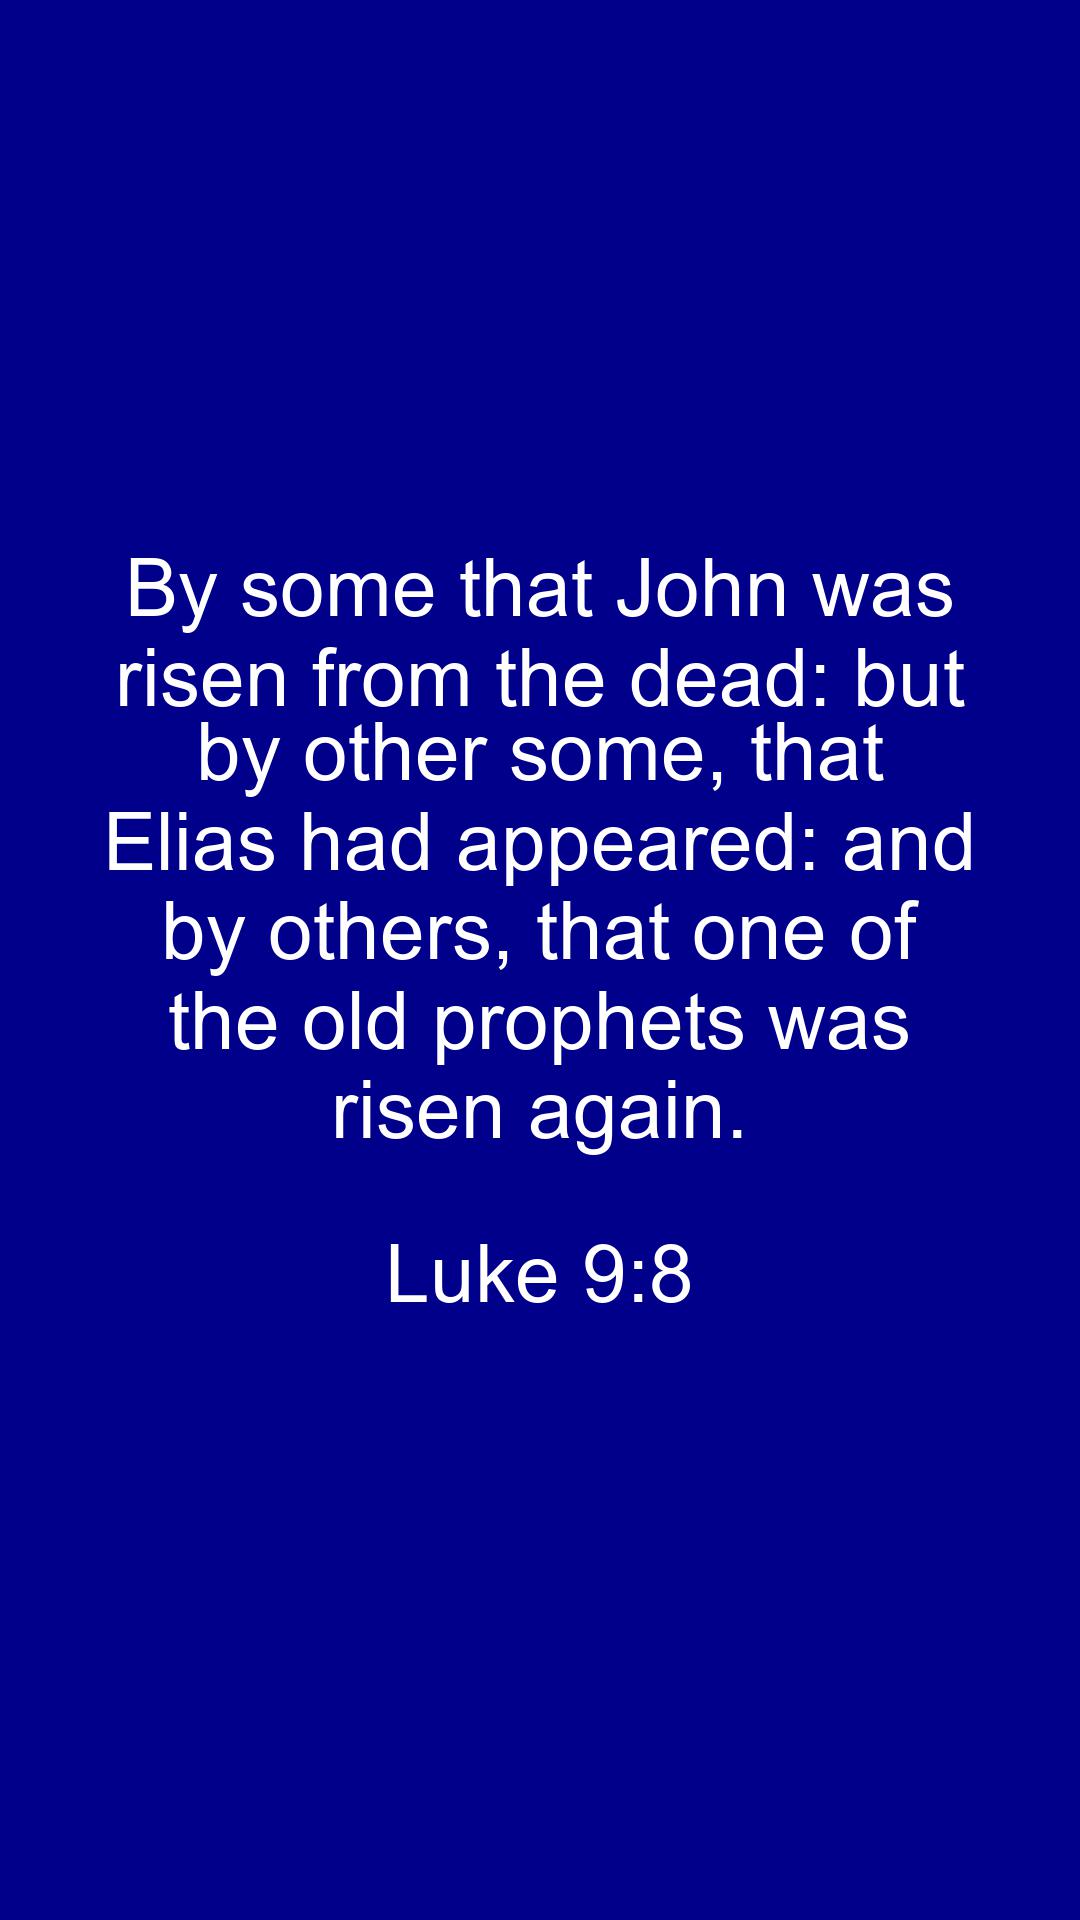 By some that John was
risen from the dead: but
by other some, that
Elias had appeared: and
by others, that one of
the old prophets was
risen again.
Luke 9:8